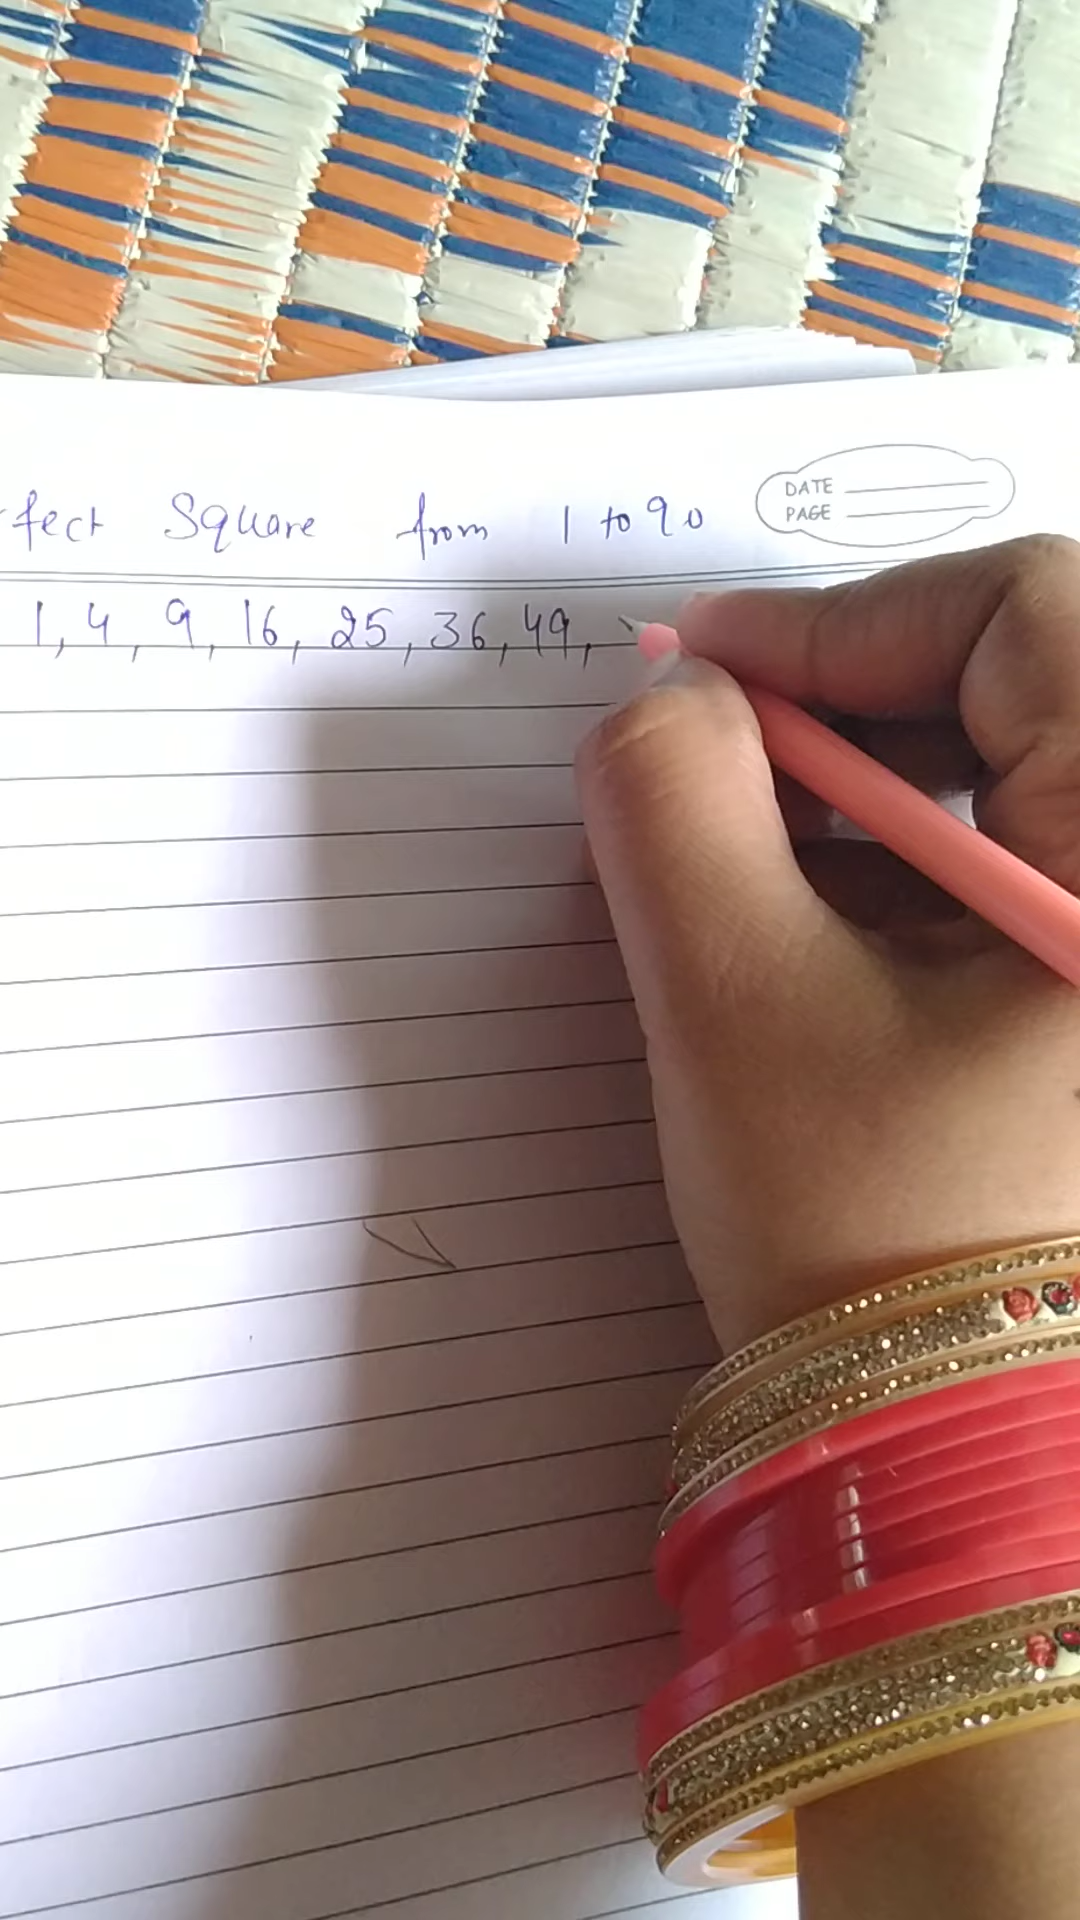 fect Square from 1 to 90
DATE
PAGE
1, 4, 9, 16, 25, 36, 49,